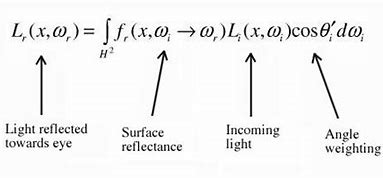 L_r(x,ω_r) = ∫_{H²} f_r(x,ω_i → ω_r) L_i(x,ω_i) cos θ_i′ dω_i
Light reflected
towards eye
Surface
reflectance
Incoming
light
Angle
weighting